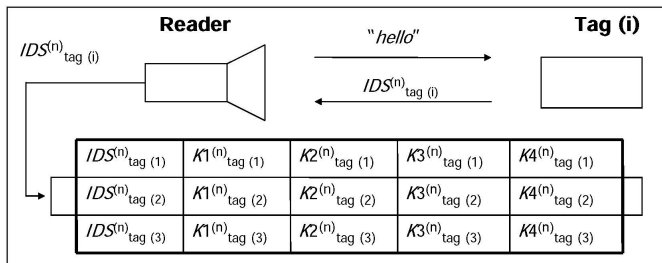 Reader Tag (i)
IDS⁽ⁿ⁾tag (i) "hello"
IDS⁽ⁿ⁾tag (i)
IDS⁽ⁿ⁾tag (1) K1⁽ⁿ⁾tag (1) K2⁽ⁿ⁾tag (1) K3⁽ⁿ⁾tag (1) K4⁽ⁿ⁾tag (1)
IDS⁽ⁿ⁾tag (2) K1⁽ⁿ⁾tag (2) K2⁽ⁿ⁾tag (2) K3⁽ⁿ⁾tag (2) K4⁽ⁿ⁾tag (2)
IDS⁽ⁿ⁾tag (3) K1⁽ⁿ⁾tag (3) K2⁽ⁿ⁾tag (3) K3⁽ⁿ⁾tag (3) K4⁽ⁿ⁾tag (3)